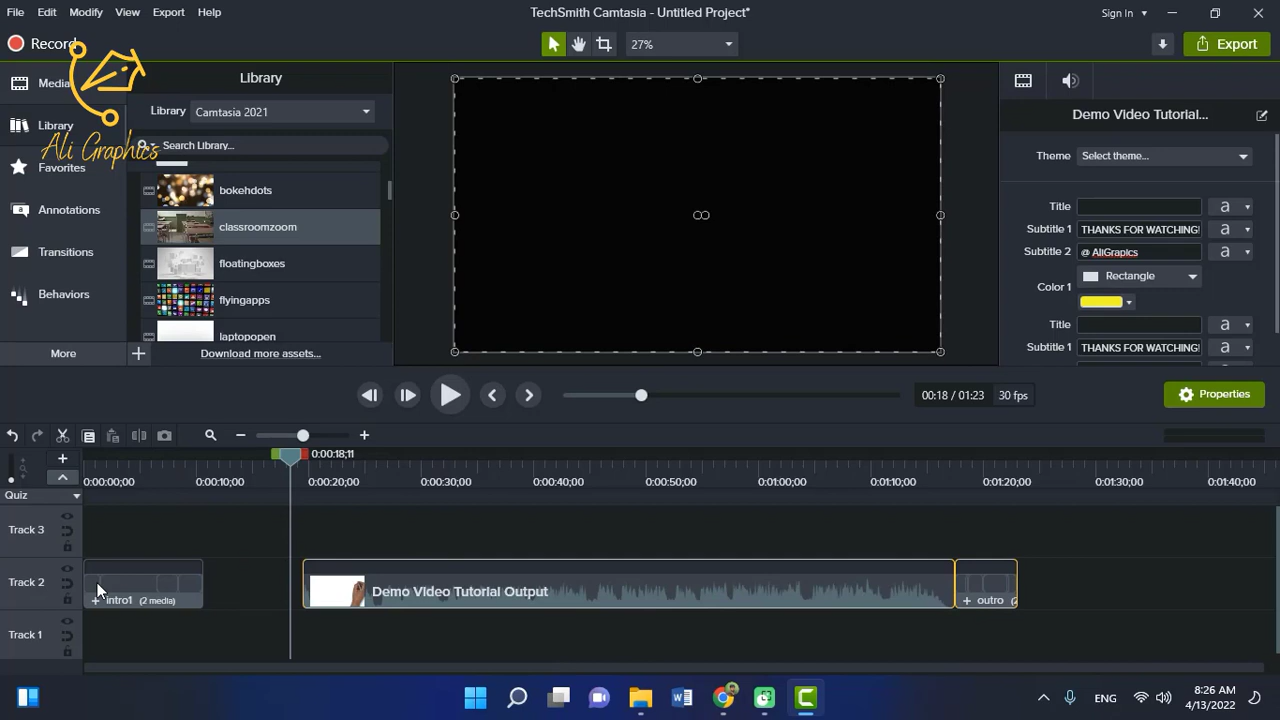 File Edit Modify View Export Help
TechSmith Camtasia - Untitled Project*
Sign In
Record
27%
Export
Media
Library
Favorites
Annotations
Transitions
Behaviors
More
Ali Graphics
Library
Library Camtasia 2021
Search Library...
bokehdots
classroomzoom
floatingboxes
flyingapps
laptopopen
Download more assets...
Demo Video Tutorial...
Theme Select theme...
Title a
Subtitle 1 THANKS FOR WATCHING! a
Subtitle 2 @ AliGrapics a
Rectangle
Color 1
Title a
Subtitle 1 THANKS FOR WATCHING! a
00:18 / 01:23 30 fps
Properties
0:00:18;11
0:00:00;00 0:00:10;00 0:00:20;00 0:00:30;00 0:00:40;00 0:00:50;00 0:01:00;00 0:01:10;00 0:01:20;00 0:01:30;00 0:01:40;00
Quiz
Track 3
Track 2
+ intro1 (2 media)
Demo Video Tutorial Output
+ outro (2
Track 1
ENG
8:26 AM
4/13/2022